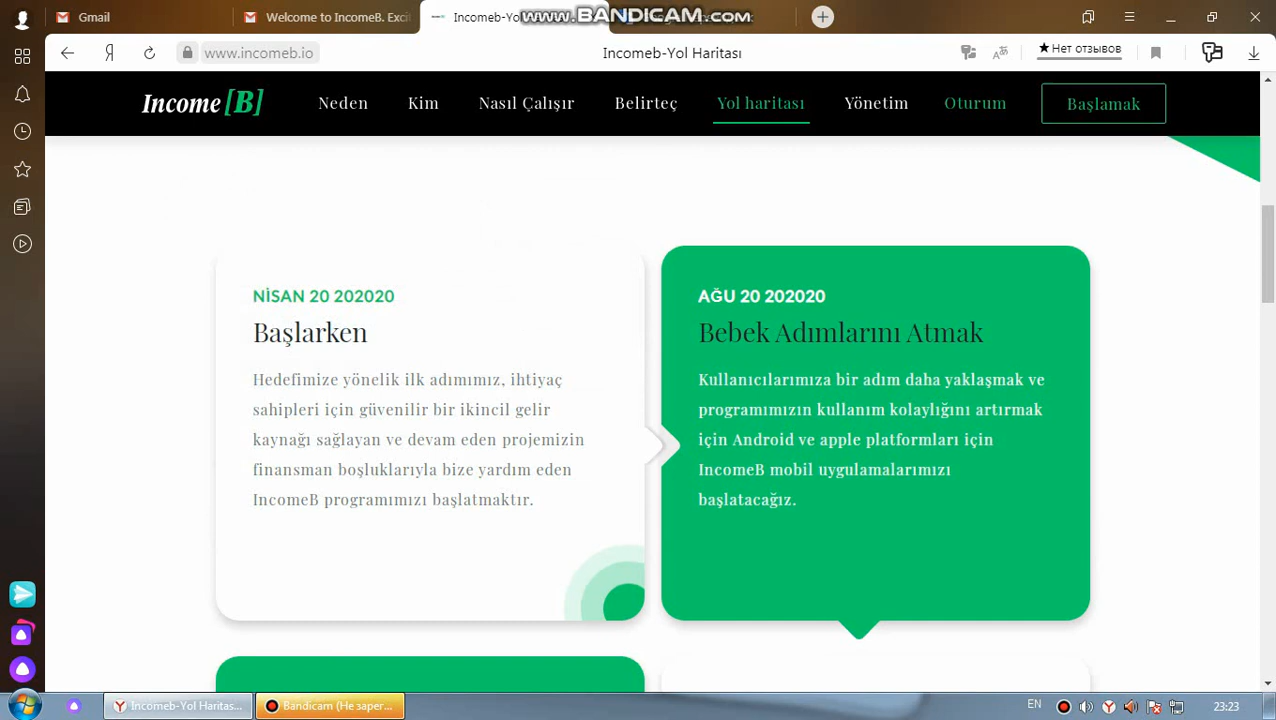 Gmail
Welcome to IncomeB. Exci
Incomeb-Yol
www.BANDICAM.com
www.incomeb.io
Incomeb-Yol Haritası
★Нет отзывов
Income [B]
Neden
Kim
Nasıl Çalışır
Belirteç
Yol haritası
Yönetim
Oturum
Başlamak
NİSAN 20 202020
Başlarken
Hedefimize yönelik ilk adımımız, ihtiyaç
sahipleri için güvenilir bir ikincil gelir
kaynağı sağlayan ve devam eden projemizin
finansman boşluklarıyla bize yardım eden
IncomeB programımızı başlatmaktır.
AĞU 20 202020
Bebek Adımlarını Atmak
Kullanıcılarımıza bir adım daha yaklaşmak ve
programımızın kullanım kolaylığını artırmak
için Android ve apple platformları için
IncomeB mobil uygulamalarımızı
başlatacağız.
Incomeb-Yol Haritas...
Bandicam (Не зарег...
EN
23:23